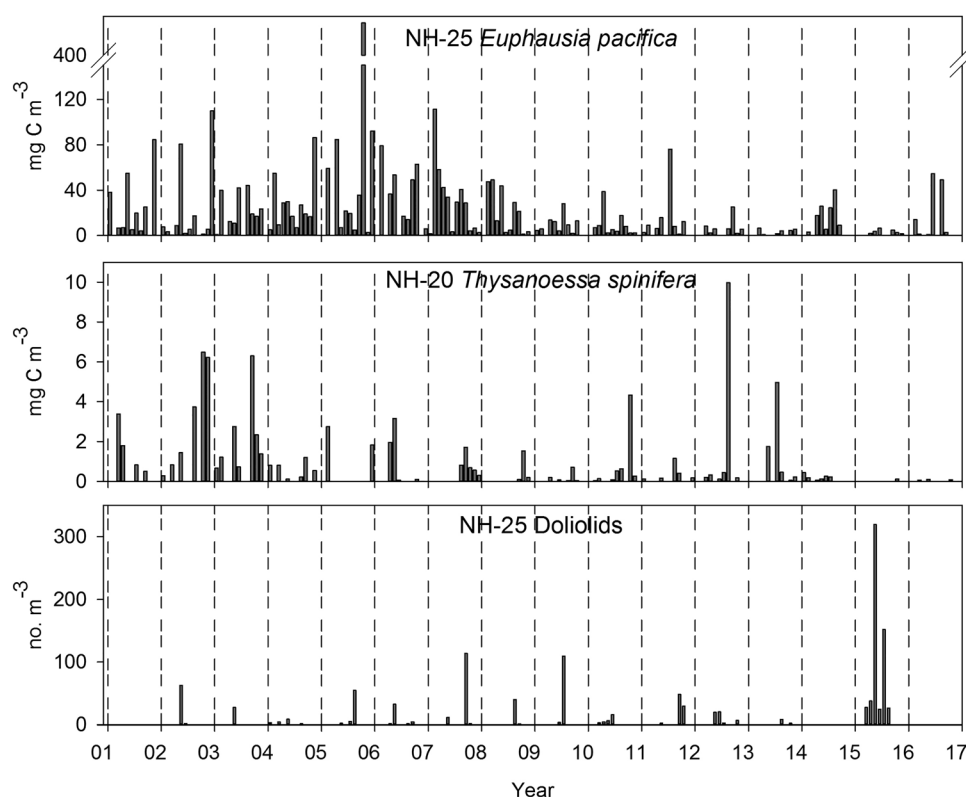 NH-25 Euphausia pacifica
400
120
80
40
0
mg C m-3
NH-20 Thysanoessa spinifera
10
8
6
4
2
0
mg C m-3
NH-25 Doliolids
300
200
100
0
no. m-3
01 02 03 04 05 06 07 08 09 10 11 12 13 14 15 16 17
Year